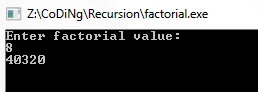 Z:\CoDiNg\Recursion\factorial.exe
Enter factorial value:
8
40320